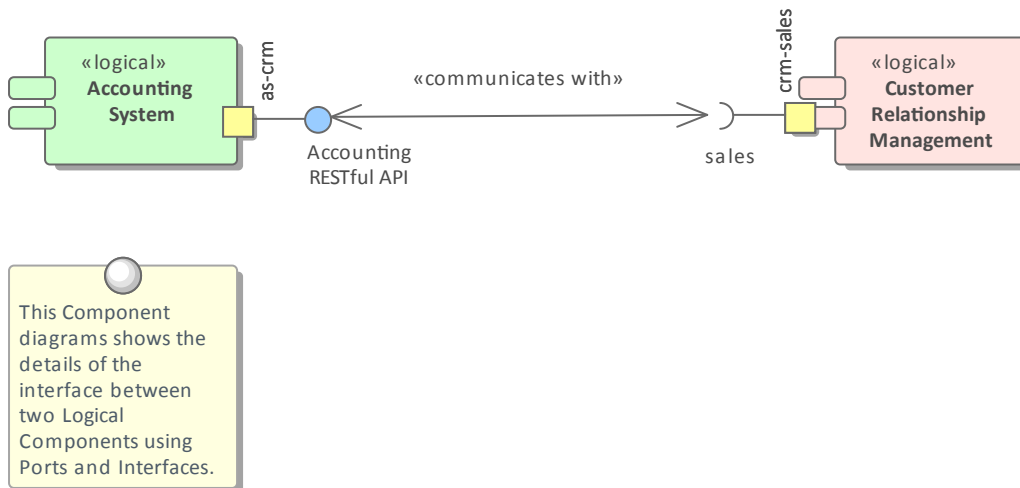 «logical»
Accounting
System
as-crm
Accounting
RESTful API
«communicates with»
sales
crm-sales
«logical»
Customer
Relationship
Management
This Component
diagrams shows the
details of the
interface between
two Logical
Components using
Ports and Interfaces.